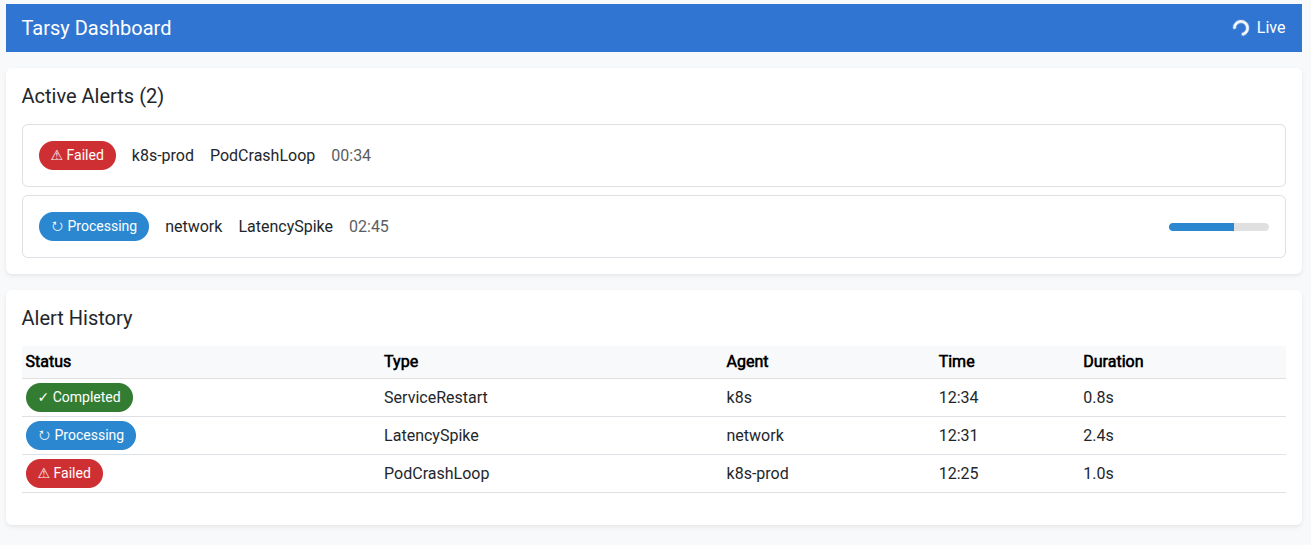 Tarsy Dashboard Live
Active Alerts (2)
⚠ Failed k8s-prod PodCrashLoop 00:34
↻ Processing network LatencySpike 02:45
Alert History
Status Type Agent Time Duration
✓ Completed ServiceRestart k8s 12:34 0.8s
↻ Processing LatencySpike network 12:31 2.4s
⚠ Failed PodCrashLoop k8s-prod 12:25 1.0s